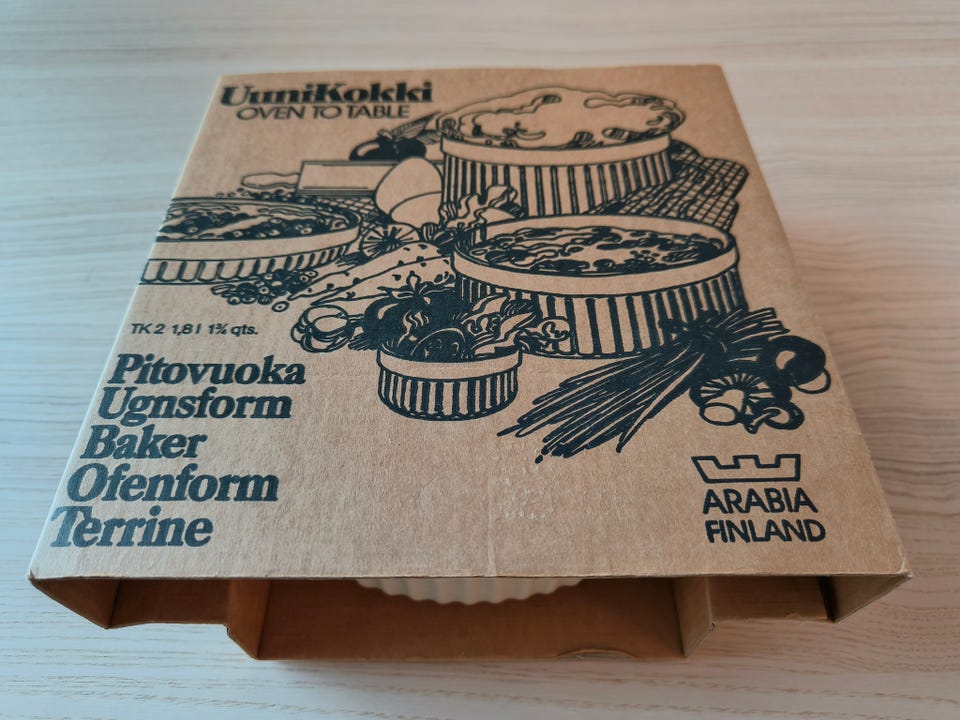 UuniKokki
OVEN TO TABLE
TK 2 1,8 l 1¾ qts.
Pitovuoka
Ugnsform
Baker
Ofenform
Terrine
ARABIA
FINLAND